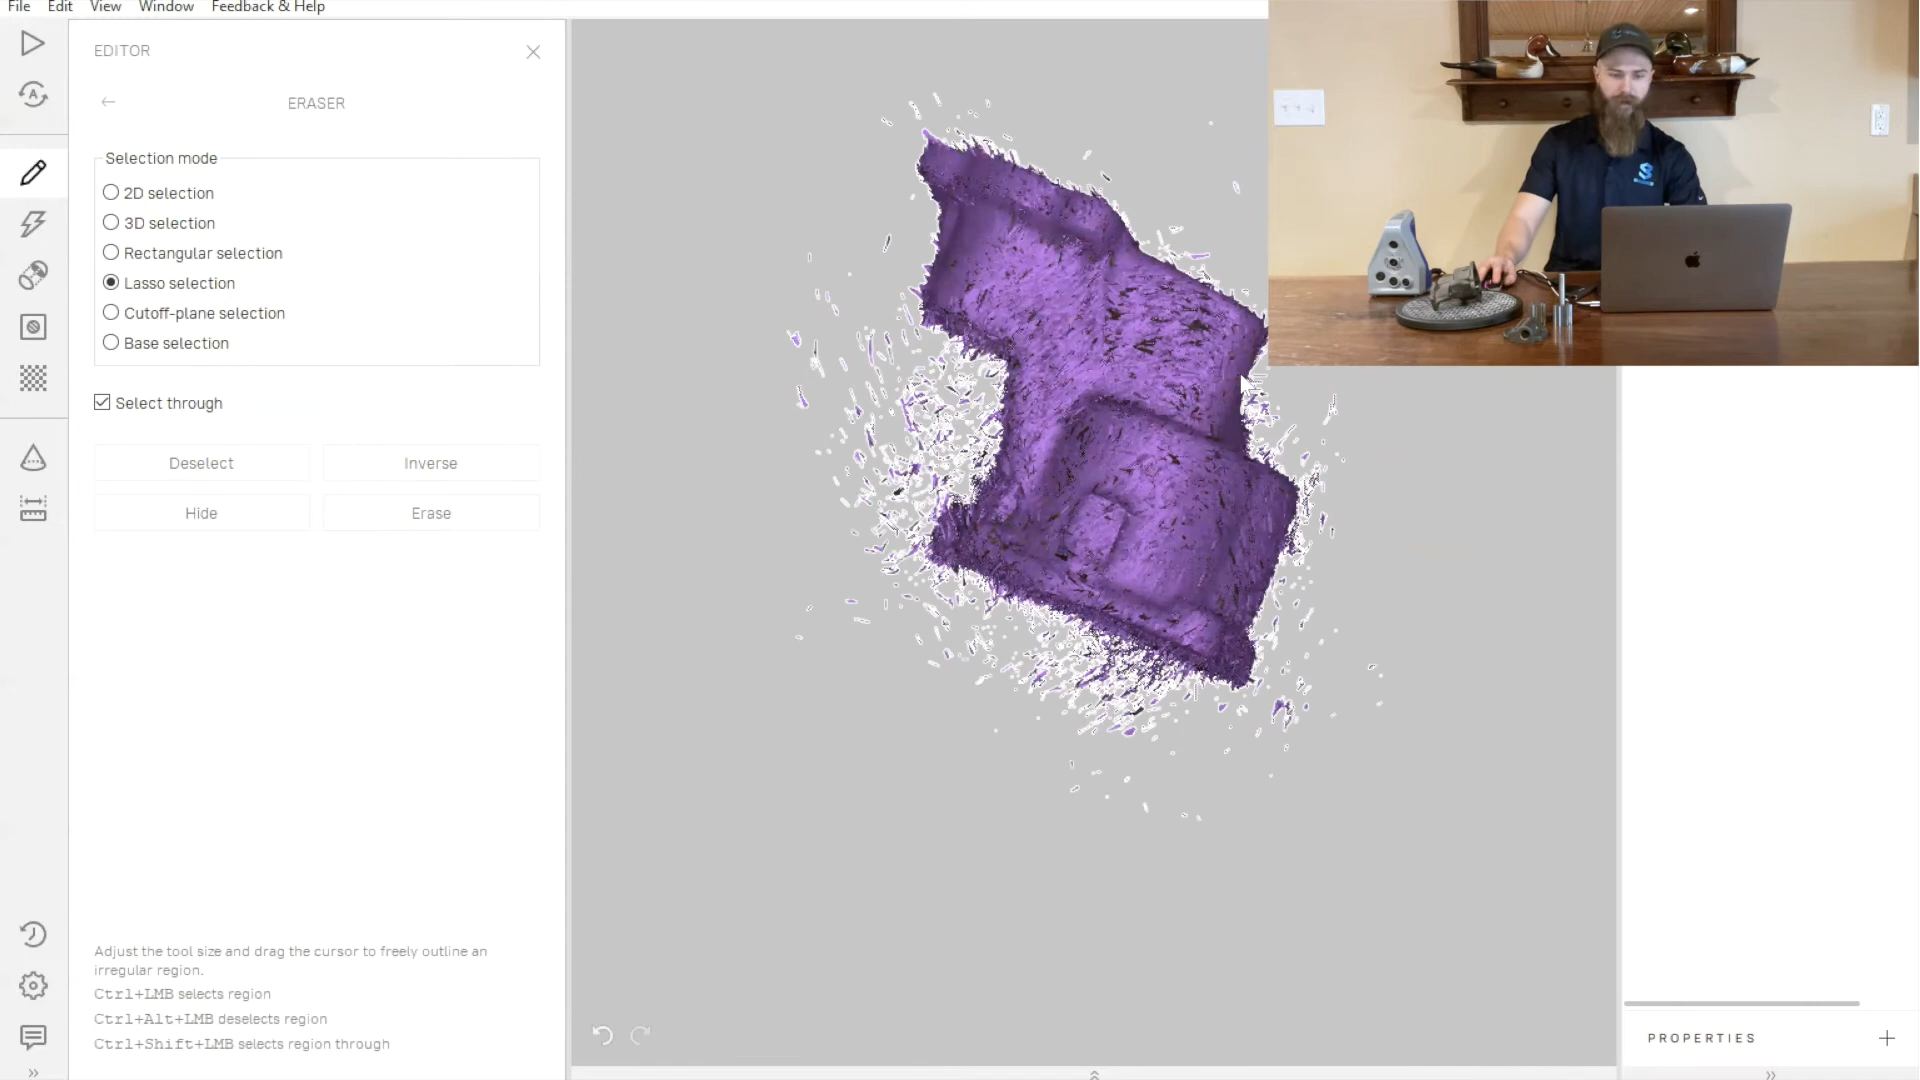 File Edit View Window Feedback & Help
EDITOR
ERASER
Selection mode
2D selection
3D selection
Rectangular selection
Lasso selection
Cutoff-plane selection
Base selection
Select through
Deselect Inverse
Hide Erase
Adjust the tool size and drag the cursor to freely outline an
irregular region.
Ctrl+LMB selects region
Ctrl+Alt+LMB deselects region
Ctrl+Shift+LMB selects region through
PROPERTIES